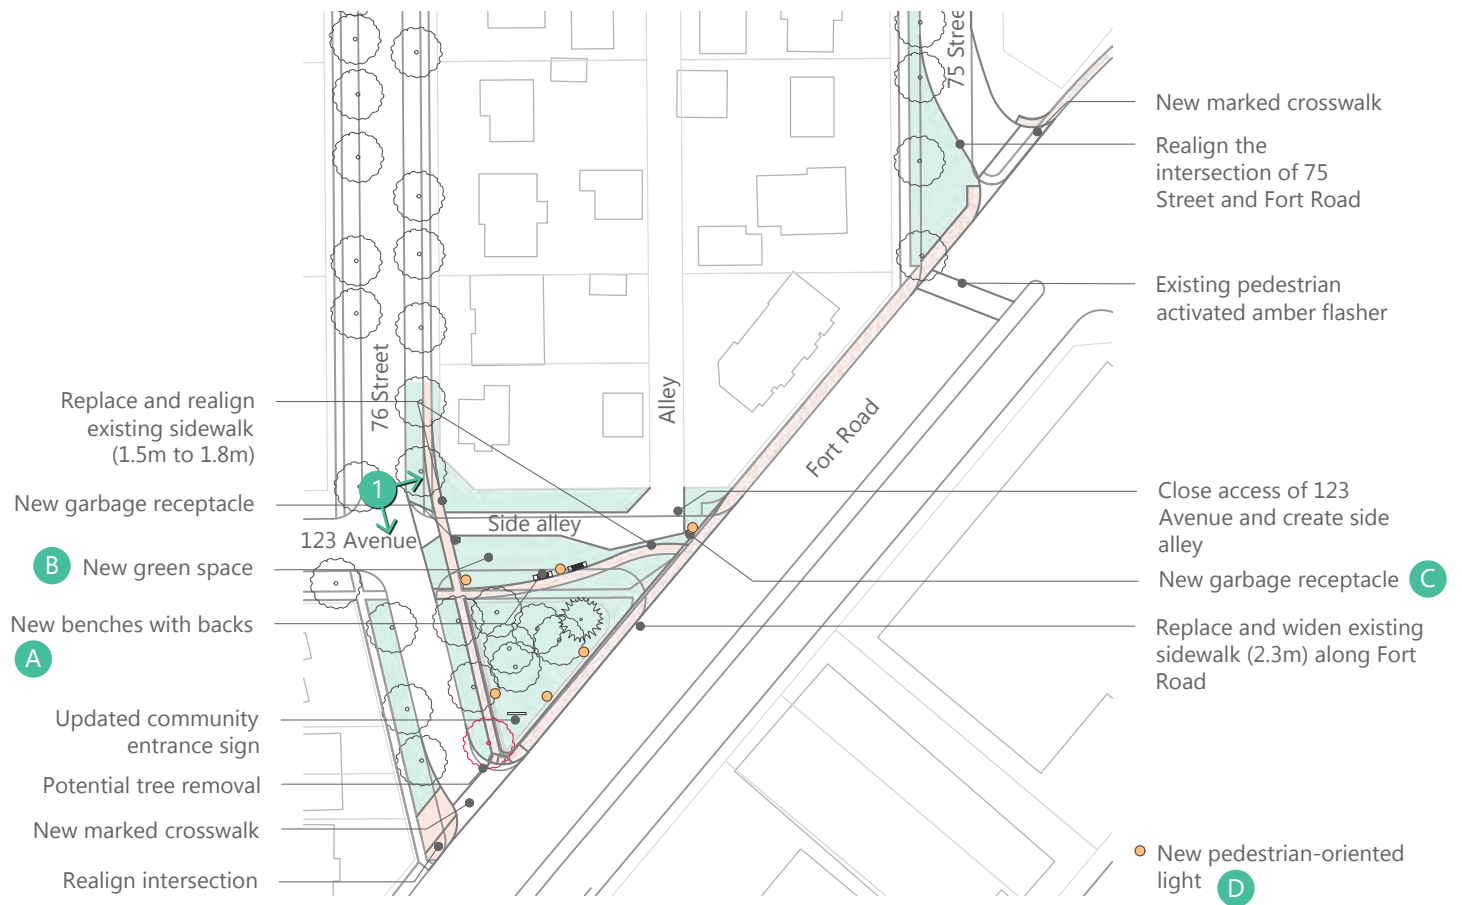 75 Stree
New marked crosswalk
Realign the
intersection of 75
Street and Fort Road
Existing pedestrian
activated amber flasher
76 Street
Alley
Fort Road
Replace and realign
existing sidewalk
(1.5m to 1.8m)
1
New garbage receptacle
Side alley
123 Avenue
Close access of 123
Avenue and create side
alley
B New green space
New garbage receptacle C
New benches with backs
A
Replace and widen existing
sidewalk (2.3m) along Fort
Road
Updated community
entrance sign
Potential tree removal
New marked crosswalk
Realign intersection
New pedestrian-oriented
light D